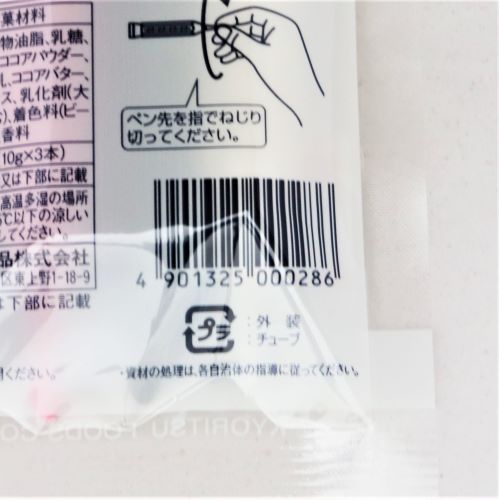 菓材料
物油脂、乳糖、
ココアパウダー、
乳、ココアバター、
ス、乳化剤(大
、着色料(ビー
香料
10g×3本)
又は下部に記載
高温多湿の場所
以下の涼しい
してください。
品株式会社
区東上野1-18-9
は下部に記載
ください。
ペン先を指でねじり
切ってください。
4 901325 000286
プラ
:外 装
:チューブ
・資材の処理は、各自治体の指導に従ってください。
KYORITSU FOODS Co